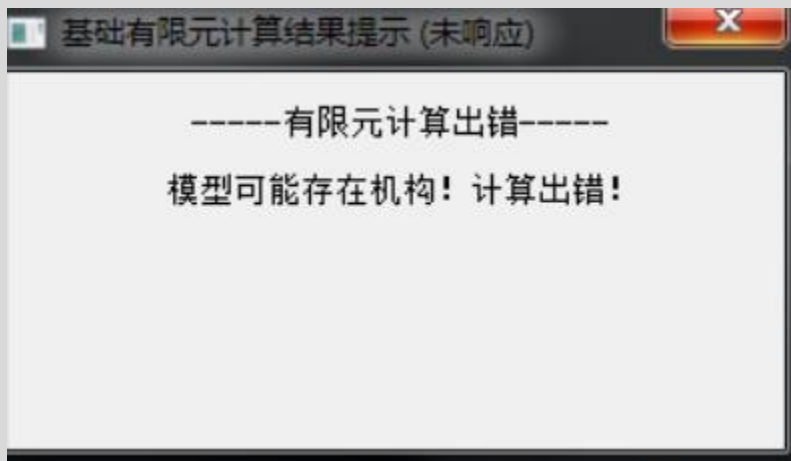 基础有限元计算结果提示 (未响应)
-----有限元计算出错-----
模型可能存在机构! 计算出错!